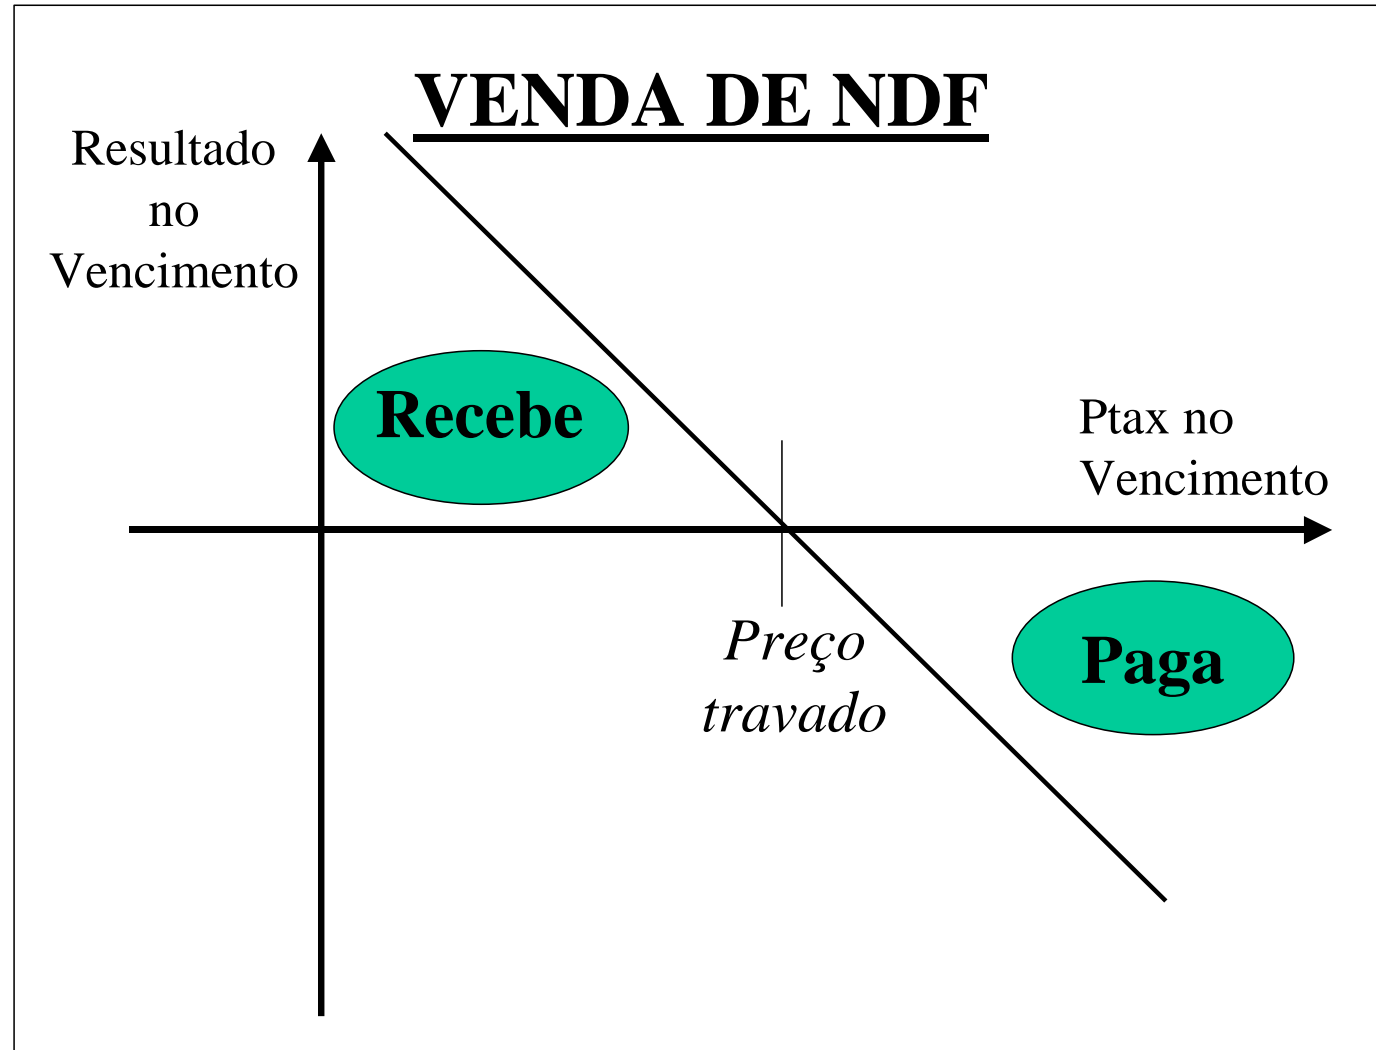 VENDA DE NDF
Resultado
no
Vencimento
Recebe
Ptax no
Vencimento
Preço
travado
Paga